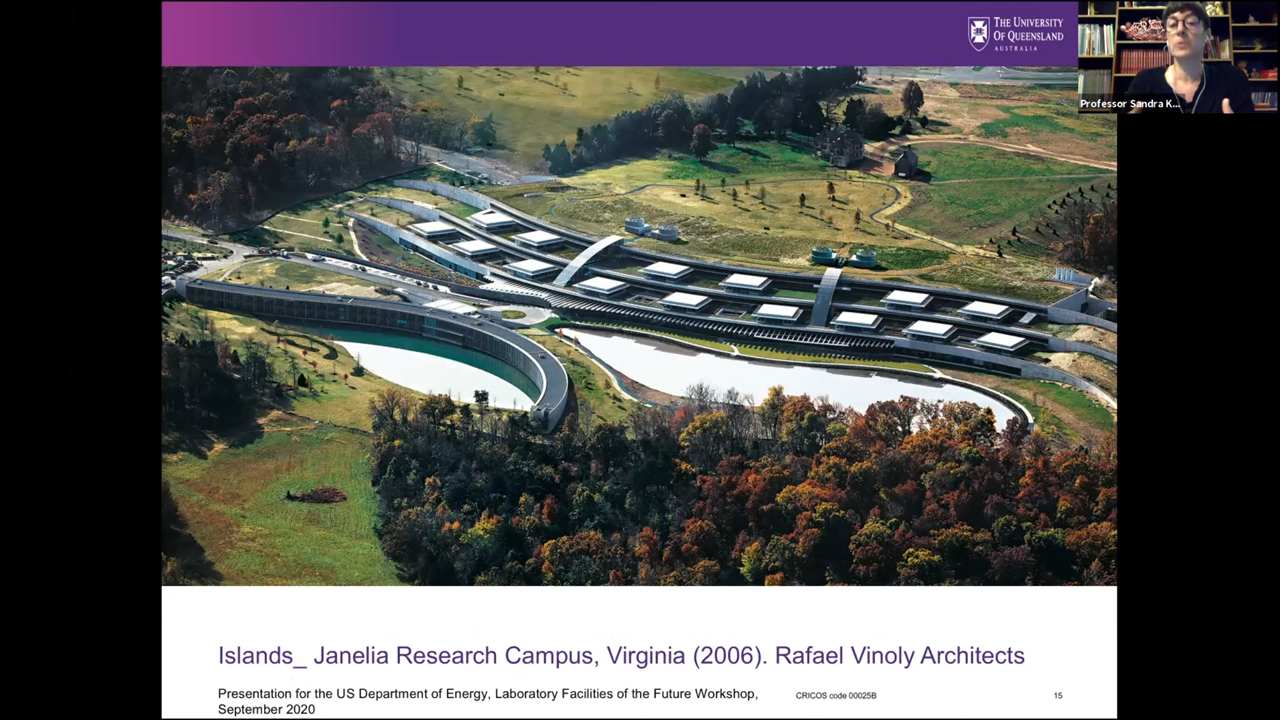 THE UNIVERSITY
OF QUEENSLAND
AUSTRALIA
Professor Sandra K...
Islands_ Janelia Research Campus, Virginia (2006). Rafael Vinoly Architects
Presentation for the US Department of Energy, Laboratory Facilities of the Future Workshop,
September 2020
CRICOS code 00025B
15